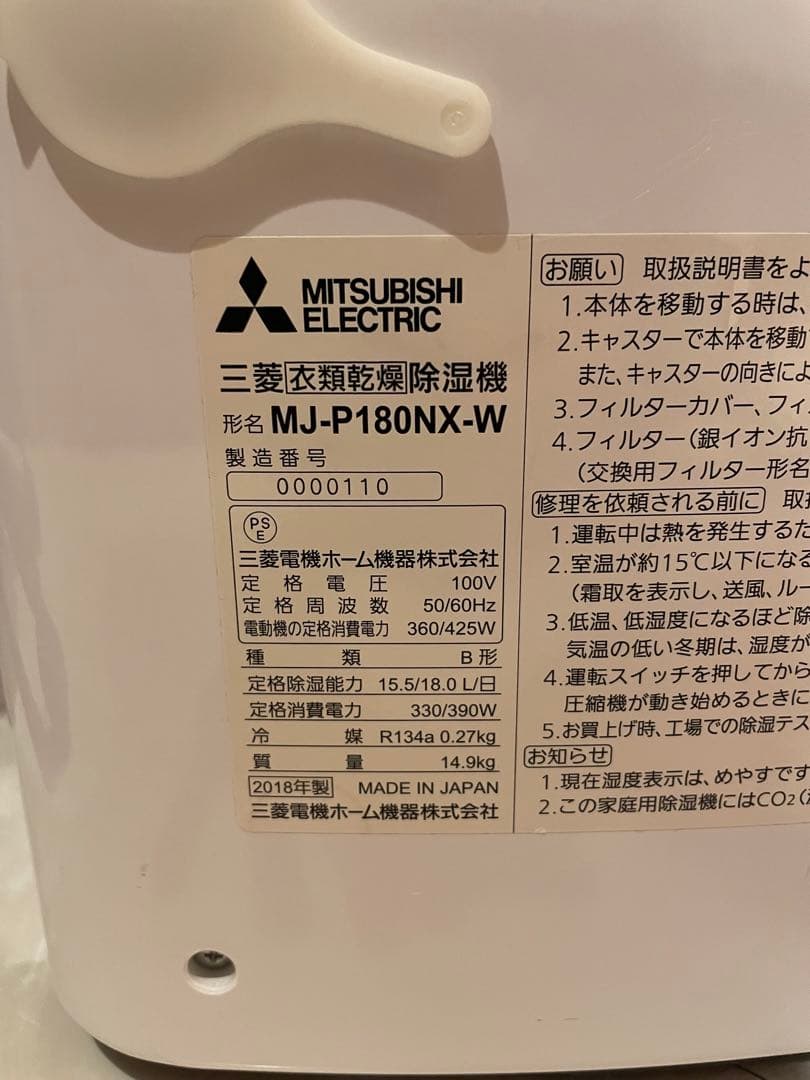 MITSUBISHI
ELECTRIC
三菱衣類乾燥除湿機
形名 MJ-P180NX-W
製造番号
0000110
PS
E
三菱電機ホーム機器株式会社
定格電圧 100V
定格周波数 50/60Hz
電動機の定格消費電力 360/425W
種類 B形
定格除湿能力 15.5/18.0 L/日
定格消費電力 330/390W
冷媒 R134a 0.27kg
質量 14.9kg
2018年製 MADE IN JAPAN
三菱電機ホーム機器株式会社
お願い 取扱説明書をよ
1.本体を移動する時は、
2.キャスターで本体を移動
また、キャスターの向きによ
3.フィルターカバー、フィ
4.フィルター（銀イオン抗
（交換用フィルター形名
修理を依頼される前に 取
1.運転中は熱を発生するた
2.室温が約15℃以下になる
（霜取を表示し、送風、ルー
3.低温、低湿度になるほど除
気温の低い冬期は、湿度が
4.運転スイッチを押してから
圧縮機が動き始めるときに
5.お買上げ時、工場での除湿テス
お知らせ
1.現在湿度表示は、めやすです
2.この家庭用除湿機にはCO2（